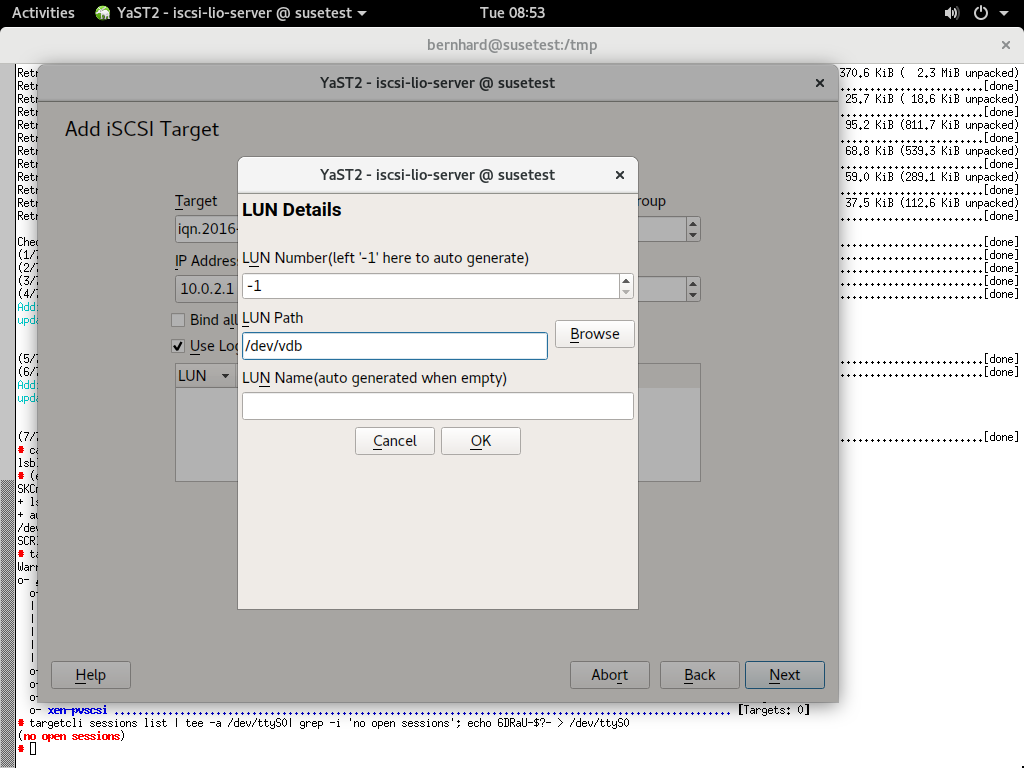 Activities YaST2 - iscsi-lio-server @ susetest Tue 08:53
bernhard@susetest:/tmp
YaST2 - iscsi-lio-server @ susetest
Add iSCSI Target
YaST2 - iscsi-lio-server @ susetest
LUN Details
LUN Number(left '-1' here to auto generate)
-1
LUN Path
/dev/vdb
Browse
LUN Name(auto generated when empty)
Cancel OK
Target
iqn.2016-
roup
IP Addres
10.0.2.1
Bind all
Use Log
LUN
Help Abort Back Next
Retr 370.6 KiB ( 2.3 MiB unpacked)
Retr [done]
Retr 25.7 KiB ( 18.6 KiB unpacked)
Retr [done]
Retr 95.2 KiB (811.7 KiB unpacked)
Retr [done]
Retr 68.8 KiB (539.3 KiB unpacked)
Retr [done]
Retr 59.0 KiB (289.1 KiB unpacked)
Retr [done]
Retr 37.5 KiB (112.6 KiB unpacked)
Retr [done]
Chec [done]
(1/7 [done]
(2/7 [done]
(3/7 [done]
(4/7 [done]
Addi
upda
(5/7 [done]
(6/7 [done]
Addi
upda
(7/7 [done]
# ca
lsbl
# (e
SKCr
+ ls
+ au
/dev
SCRI
# ta
Warn
o- xen-pvscsi ........ [Targets: 0]
# targetcli sessions list | tee -a /dev/ttyS0| grep -i 'no open sessions'; echo 6DRaU-$?- > /dev/ttyS0
(no open sessions)
#